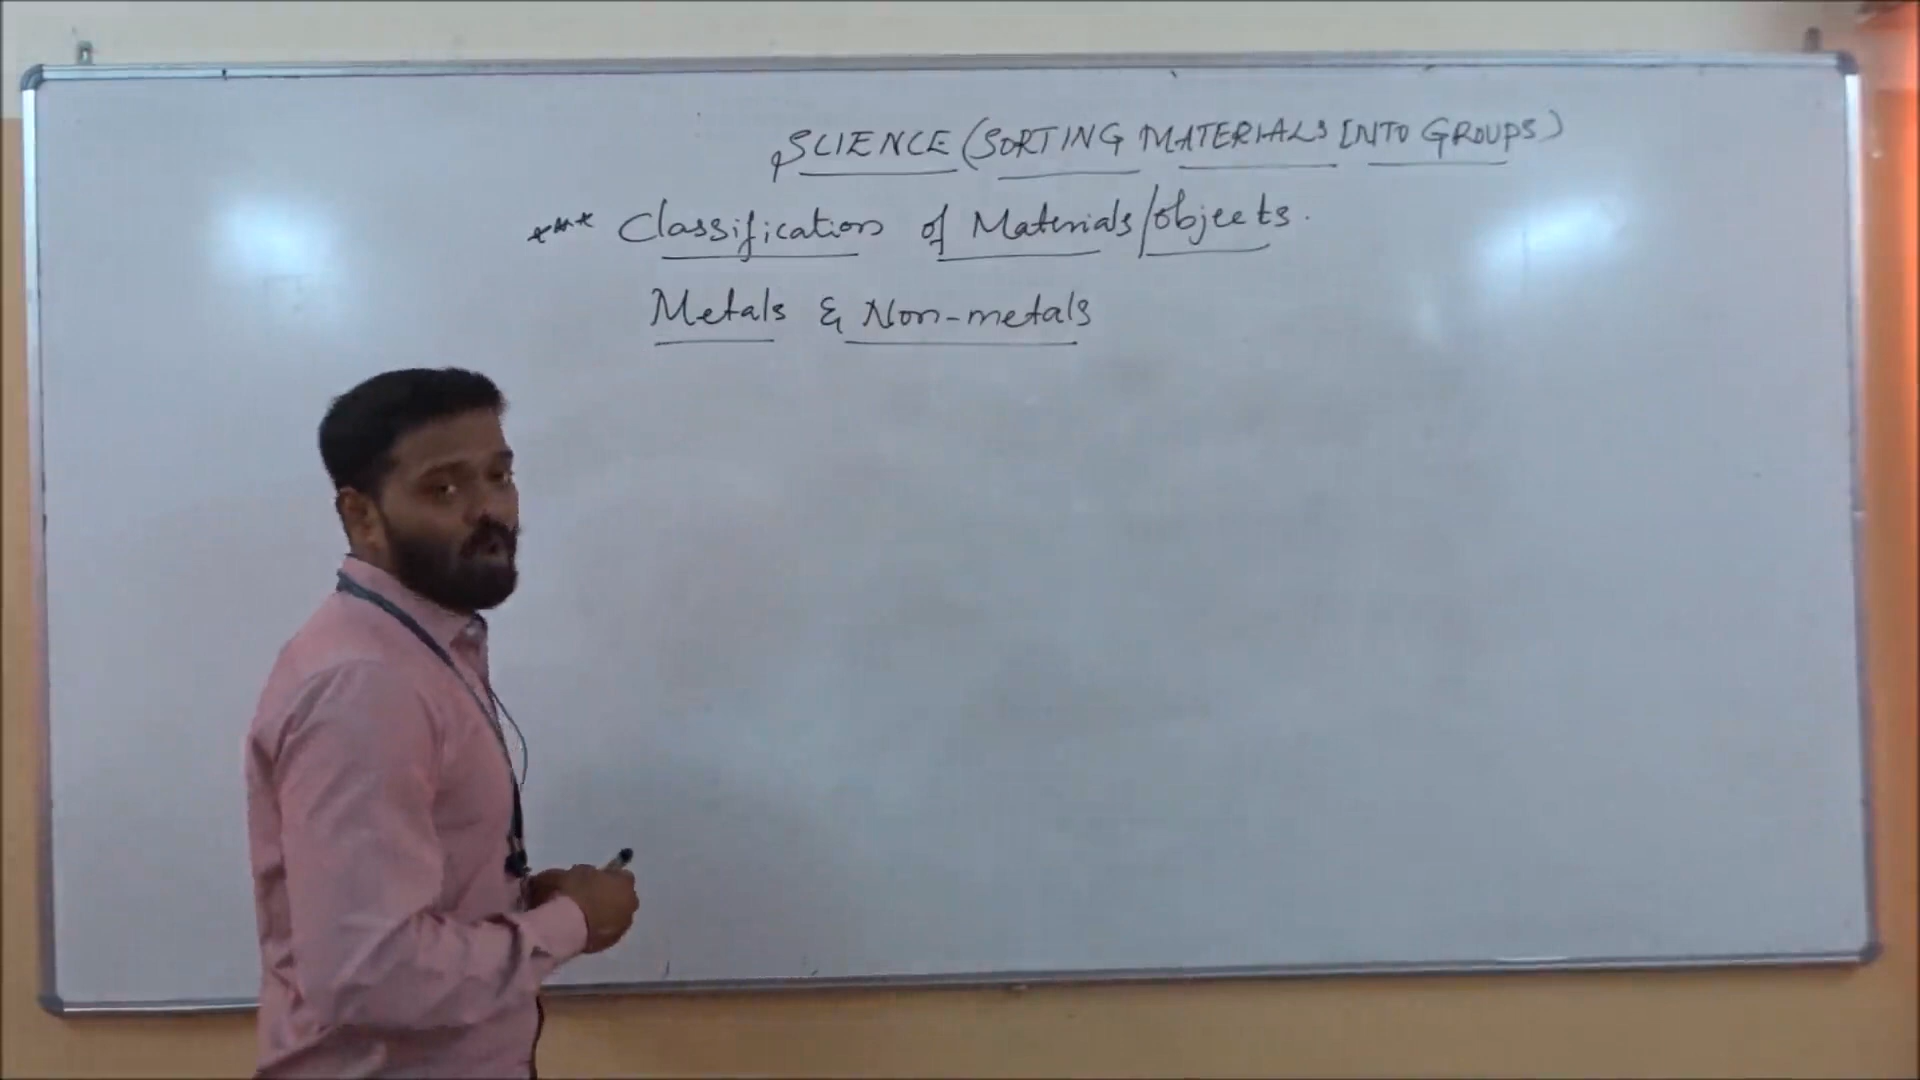 SCIENCE (SORTING MATERIALS INTO GROUPS)
*** Classification of Materials/objects.
Metals & Non-metals